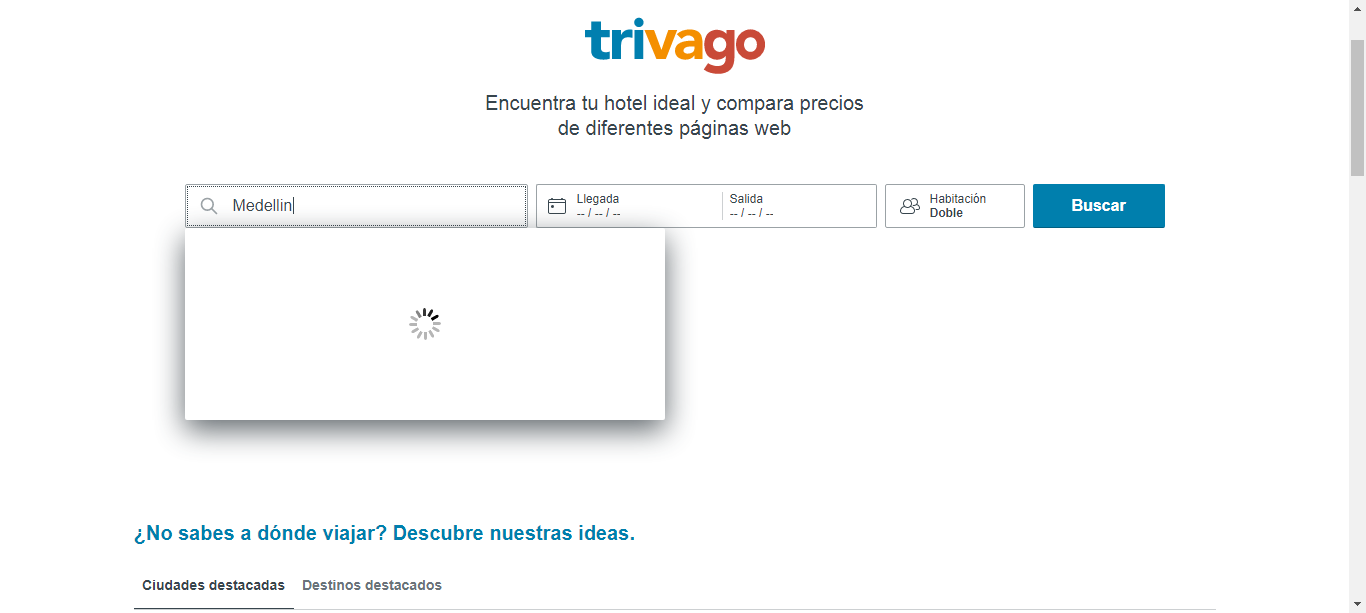 trivago
Encuentra tu hotel ideal y compara precios
de diferentes páginas web
Medellin
Llegada
-- / -- / --
Salida
-- / -- / --
Habitación
Doble
Buscar
¿No sabes a dónde viajar? Descubre nuestras ideas.
Ciudades destacadas
Destinos destacados